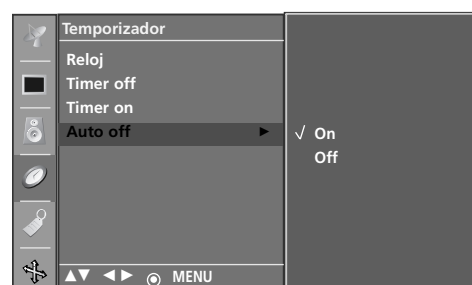 Temporizador
Reloj
Timer off
Timer on
Auto off ►
√ On
Off
▲▼ ◄► ◉ MENU